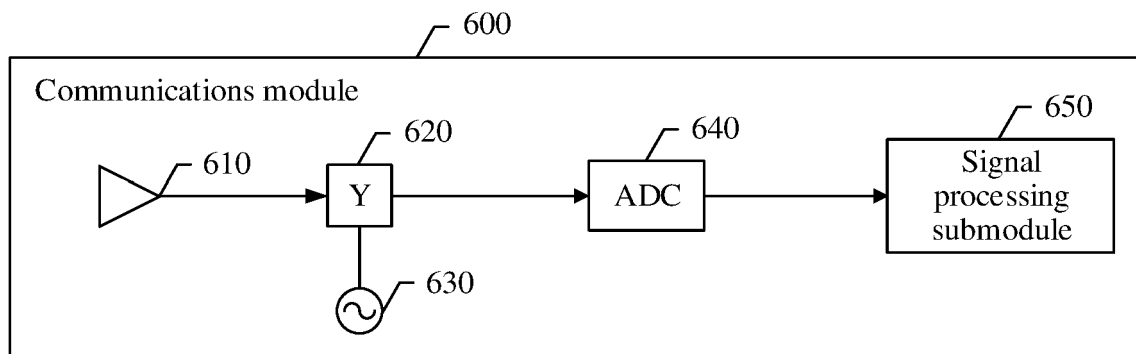 600
Communications module
610
620
Y
630
640
ADC
650
Signal
processing
submodule